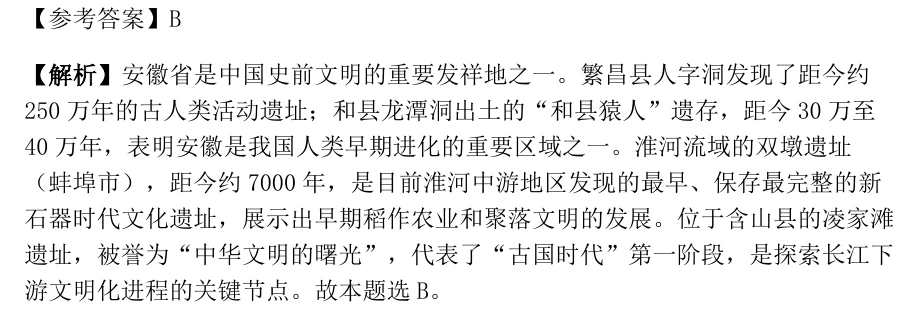 【参考答案】B
【解析】安徽省是中国史前文明的重要发祥地之一。繁昌县人字洞发现了距今约
250 万年的古人类活动遗址；和县龙潭洞出土的“和县猿人”遗存，距今 30 万至
40 万年，表明安徽是我国人类早期进化的重要区域之一。淮河流域的双墩遗址
（蚌埠市），距今约 7000 年，是目前淮河中游地区发现的最早、保存最完整的新
石器时代文化遗址，展示出早期稻作农业和聚落文明的发展。位于含山县的凌家滩
遗址，被誉为“中华文明的曙光”，代表了“古国时代”第一阶段，是探索长江下
游文明化进程的关键节点。故本题选 B。